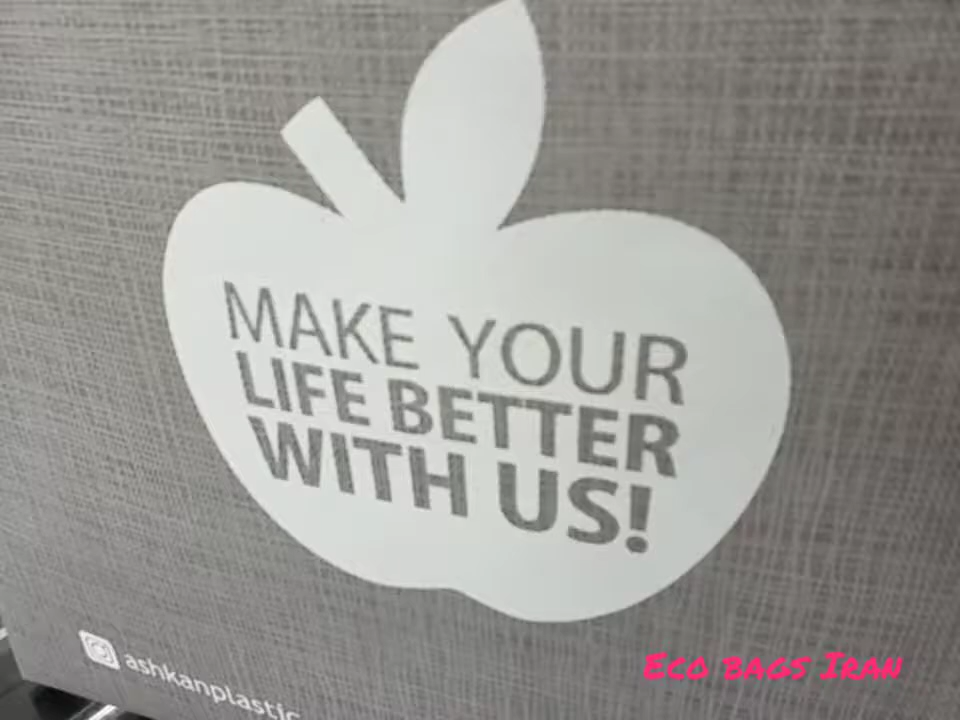 MAKE YOUR
LIFE BETTER
WITH US!
ashkanplastic
Eco bags Iran